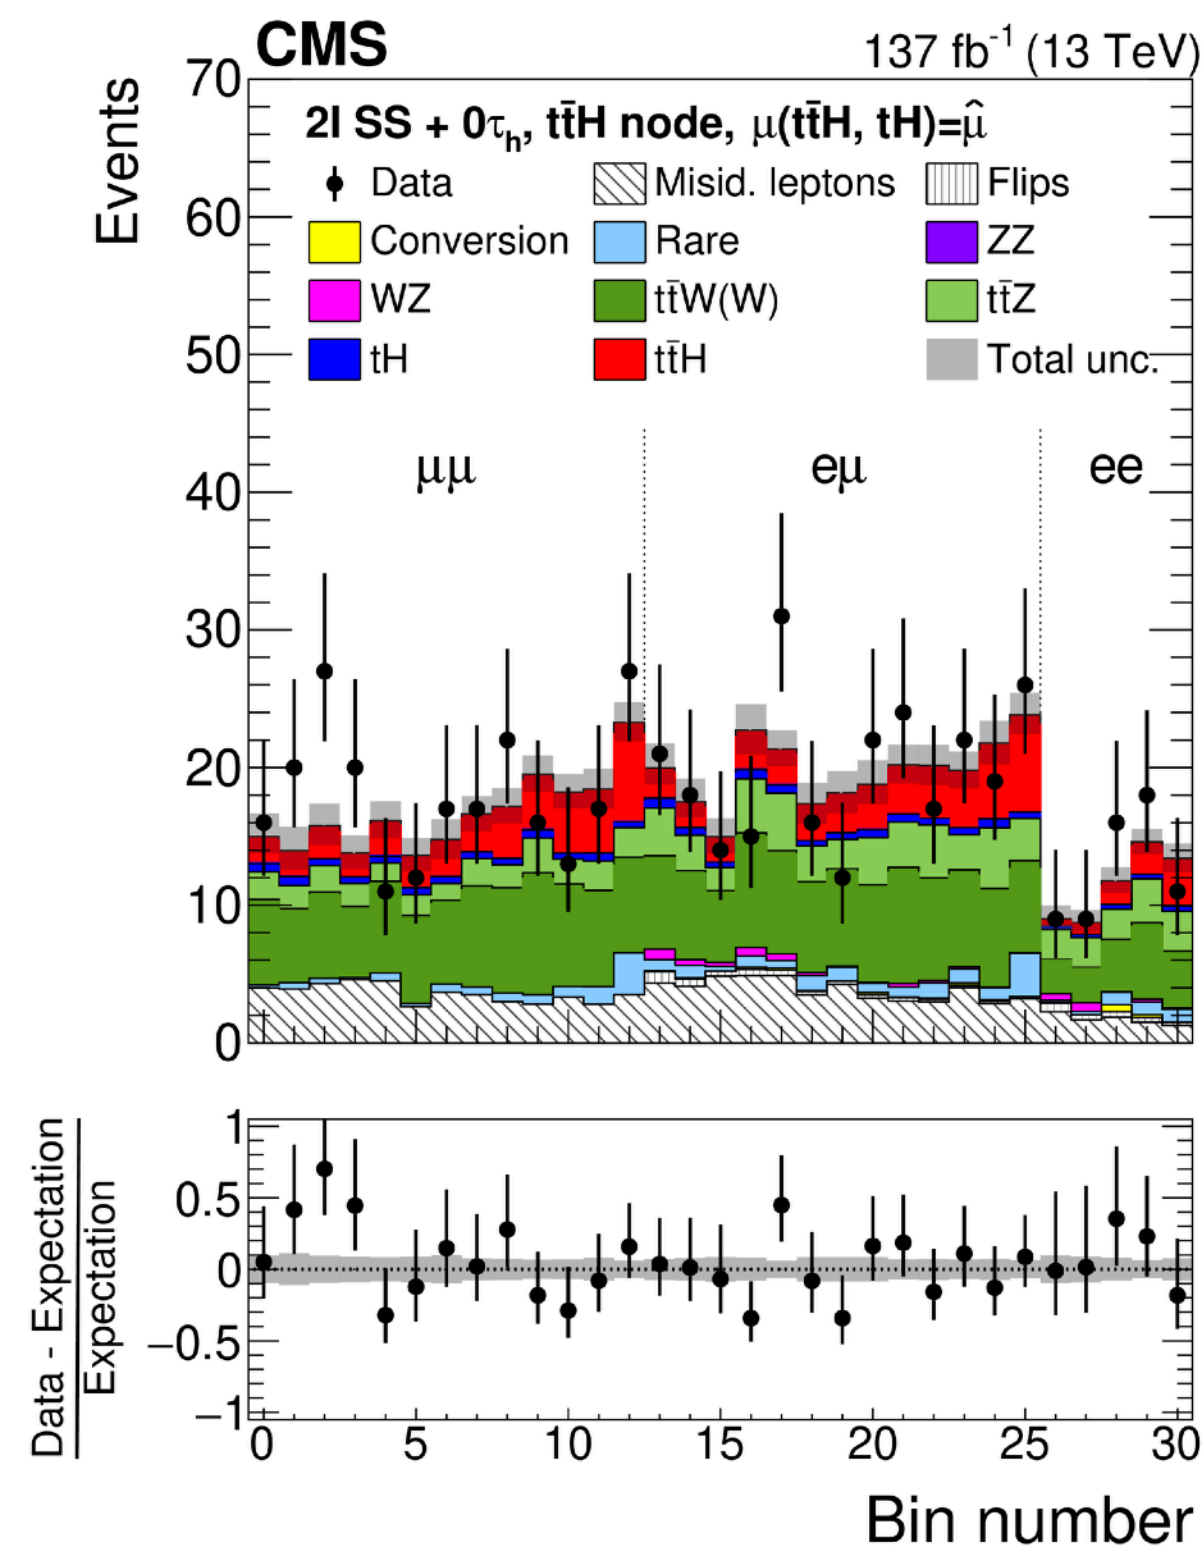 CMS 137 fb⁻¹ (13 TeV)
Events
70
60
50
40
30
20
10
0
2l SS + 0τₕ, tt̄H node, μ(tt̄H, tH)=μ̂
Data Misid. leptons Flips
Conversion Rare ZZ
WZ tt̄W(W) tt̄Z
tH tt̄H Total unc.
μμ eμ ee
Data - Expectation
Expectation
1
0.5
0
−0.5
−1
0 5 10 15 20 25 30
Bin number